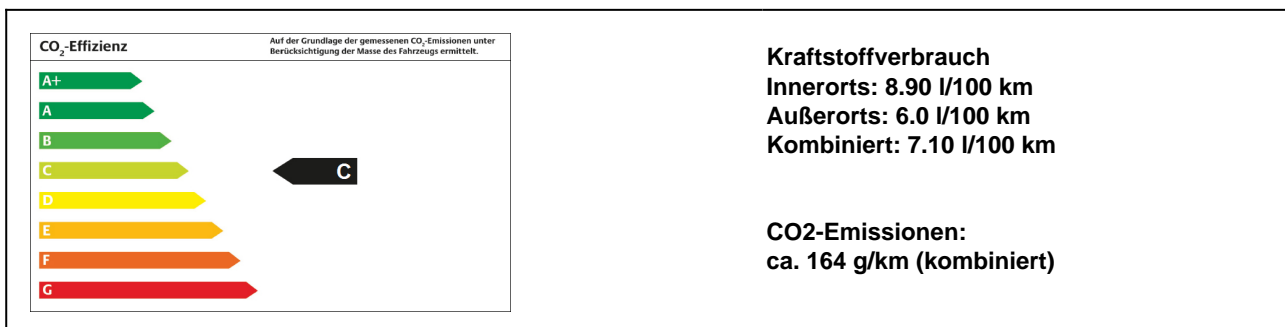 CO₂-Effizienz
Auf der Grundlage der gemessenen CO₂-Emissionen unter
Berücksichtigung der Masse des Fahrzeugs ermittelt.
A+
A
B
C
C
D
E
F
G
Kraftstoffverbrauch
Innerorts: 8.90 l/100 km
Außerorts: 6.0 l/100 km
Kombiniert: 7.10 l/100 km
CO2-Emissionen:
ca. 164 g/km (kombiniert)